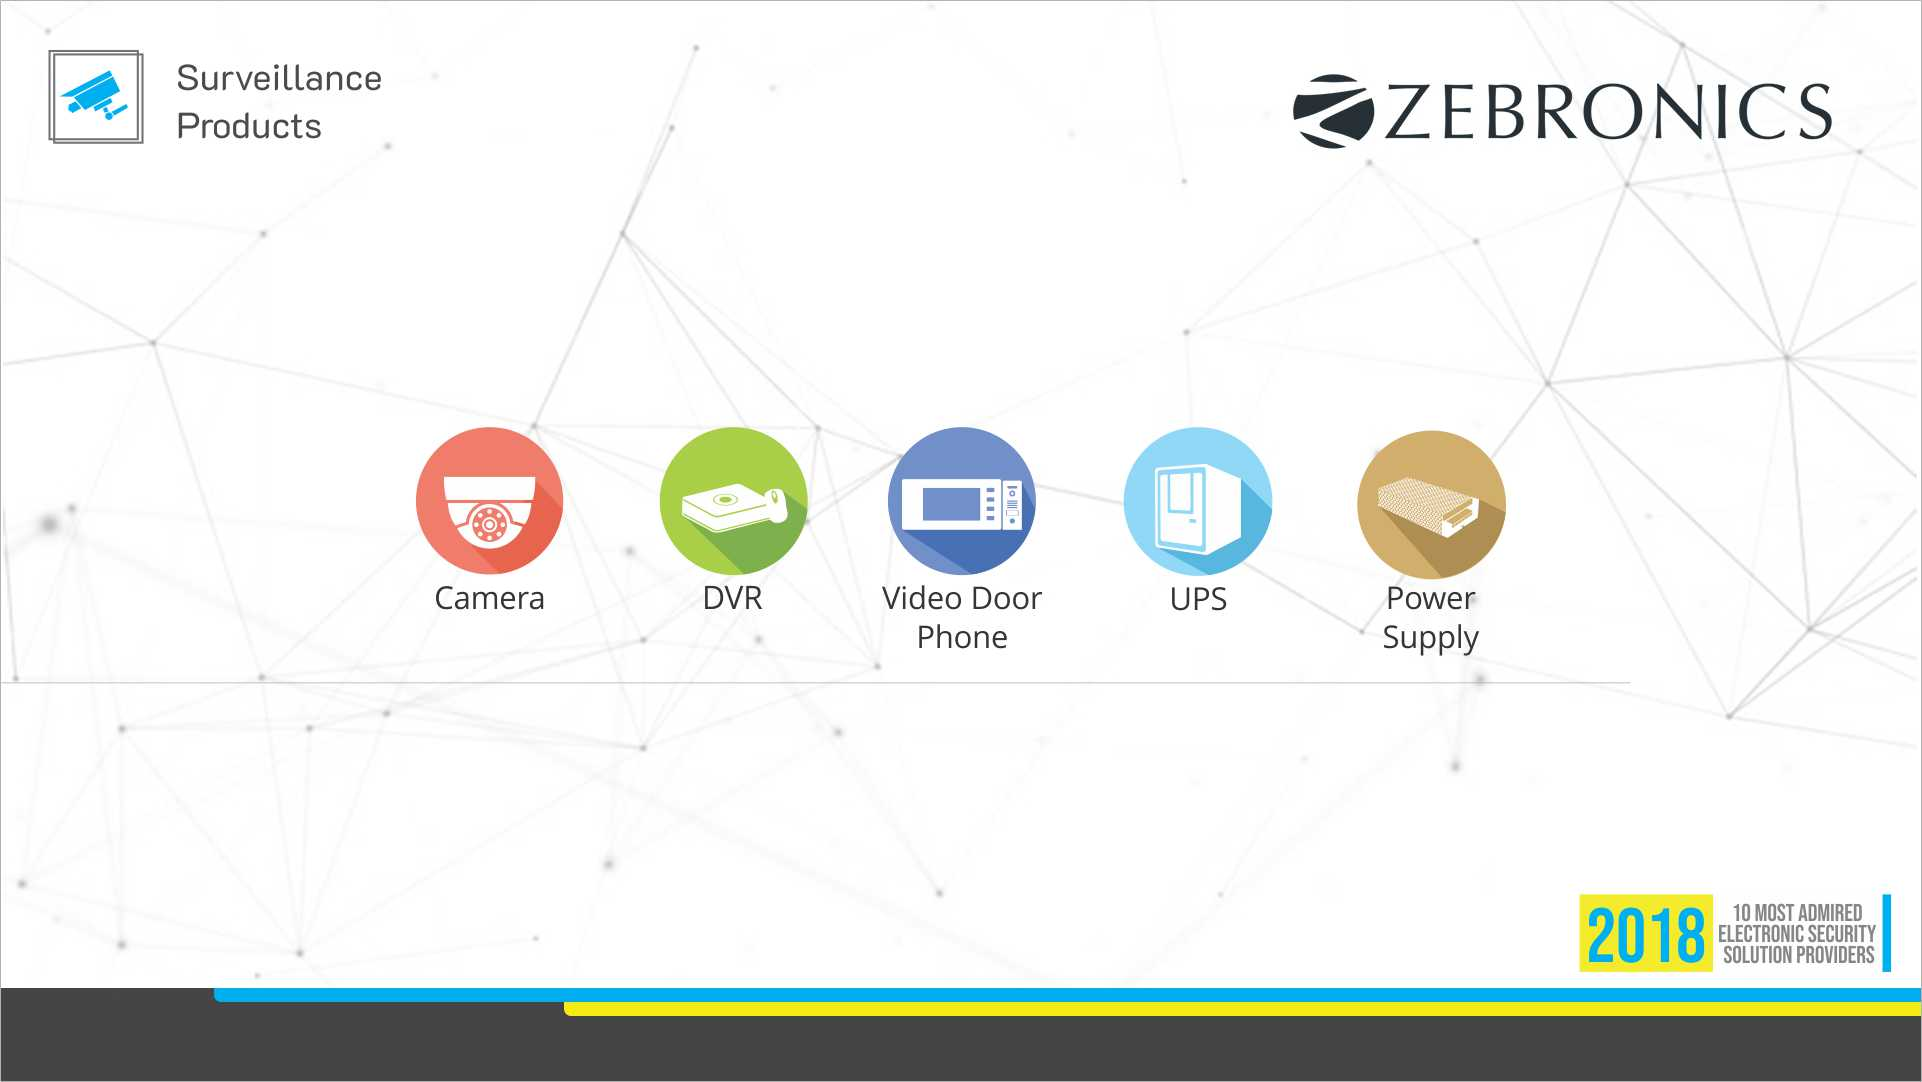 Surveillance
Products
ZEBRONICS
Camera
DVR
Video Door
Phone
UPS
Power
Supply
2018
10 MOST ADMIRED
ELECTRONIC SECURITY
SOLUTION PROVIDERS